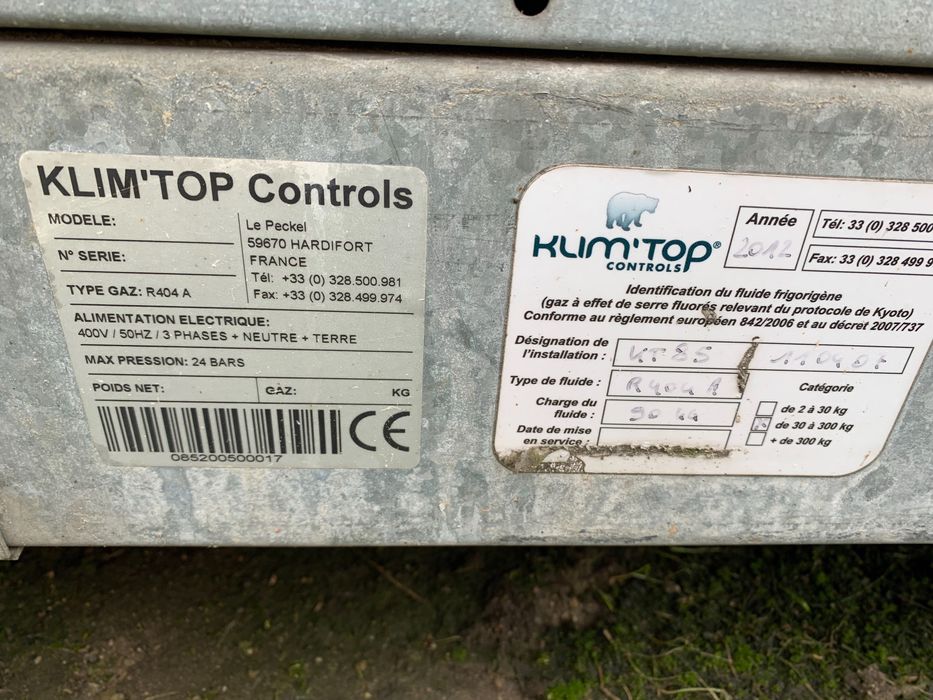 KLIM'TOP Controls
MODELE:
Le Peckel
59670 HARDIFORT
N° SERIE:
FRANCE
Tél: +33 (0) 328.500.981
TYPE GAZ: R404 A
Fax: +33 (0) 328.499.974
ALIMENTATION ELECTRIQUE:
400V / 50HZ / 3 PHASES + NEUTRE + TERRE
MAX PRESSION: 24 BARS
POIDS NET: GAZ: KG
085200500017
CE
KLIM'TOP®
CONTROLS
Année
2012
Tél: 33 (0) 328 500
Fax: 33 (0) 328 499 9
Identification du fluide frigorigène
(gaz à effet de serre fluorés relevant du protocole de Kyoto)
Conforme au règlement européen 842/2006 et au décret 2007/737
Désignation de
l'installation :
Type de fluide : R404 A
Charge du
fluide : 90
Date de mise
en service :
Catégorie
de 2 à 30 kg
de 30 à 300 kg
+ de 300 kg